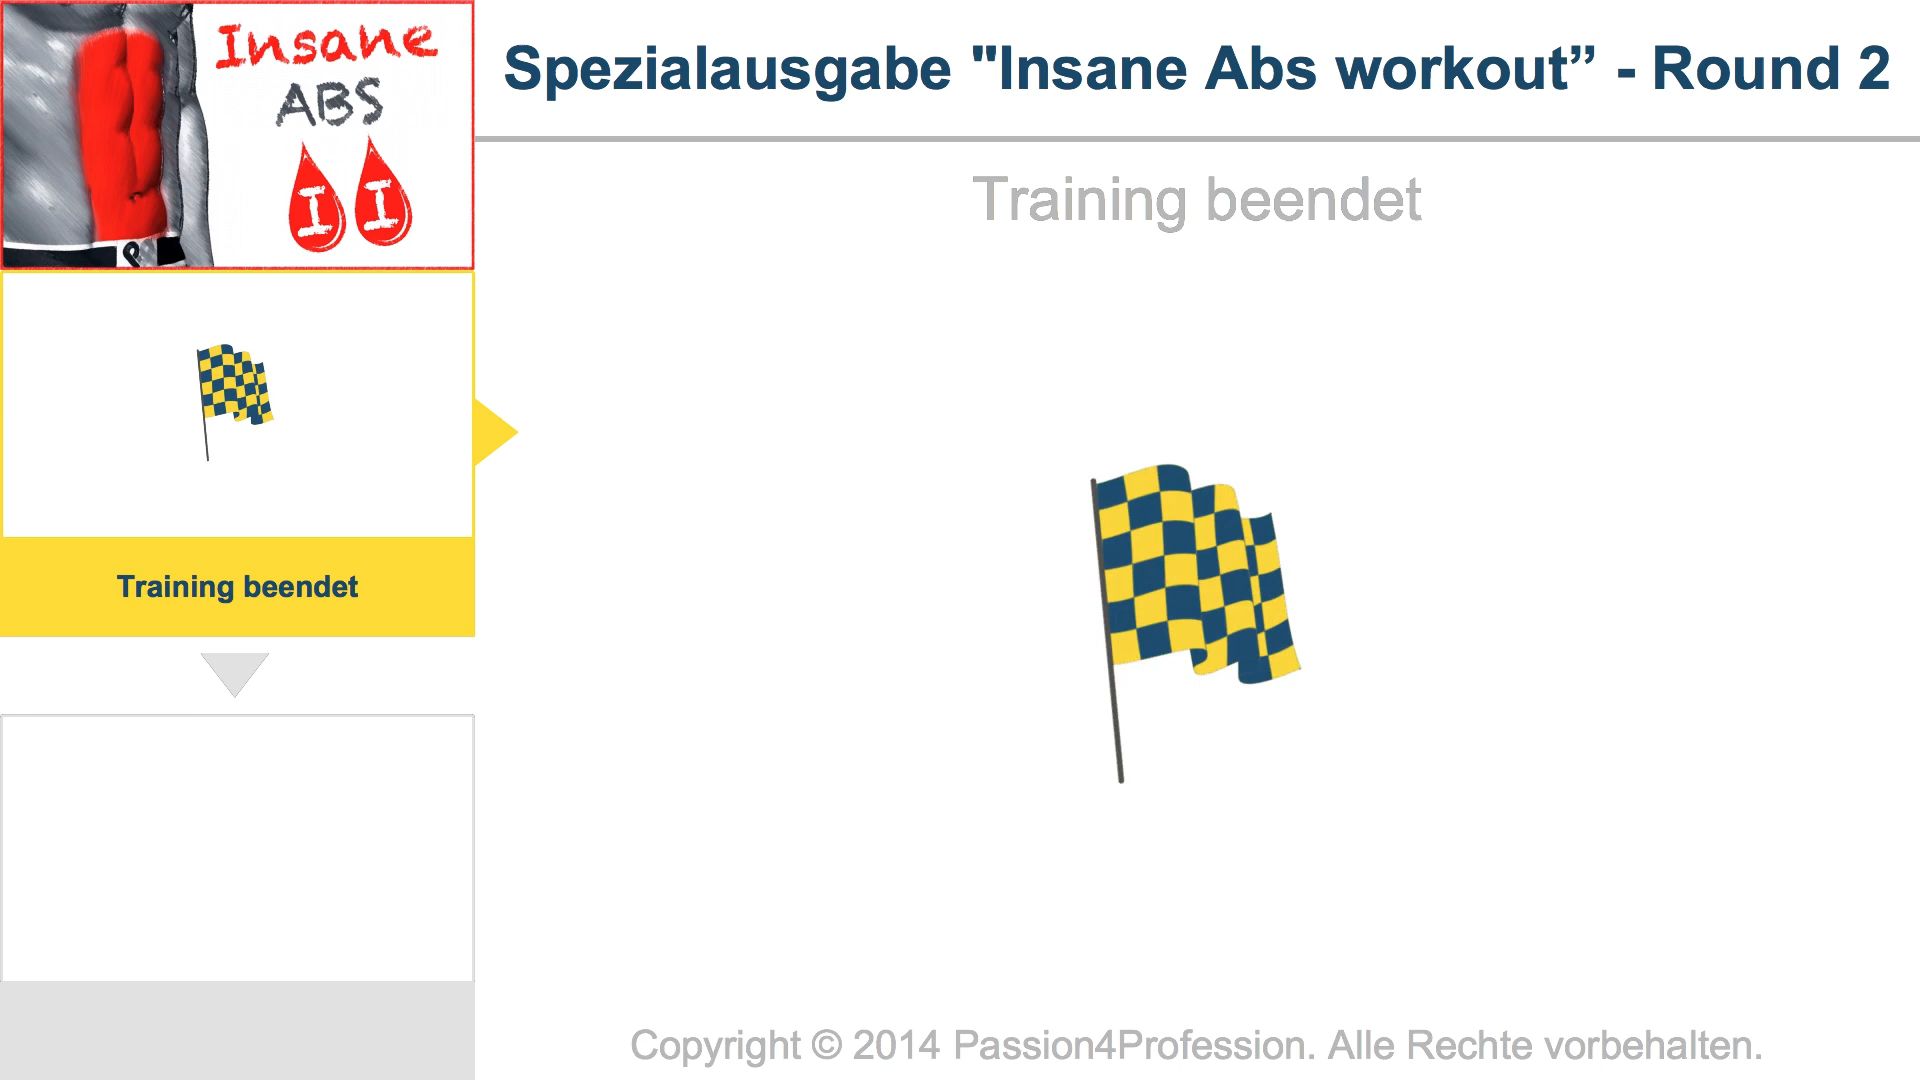 Insane
ABS
I I
Spezialausgabe "Insane Abs workout” - Round 2
Training beendet
Training beendet
Copyright © 2014 Passion4Profession. Alle Rechte vorbehalten.